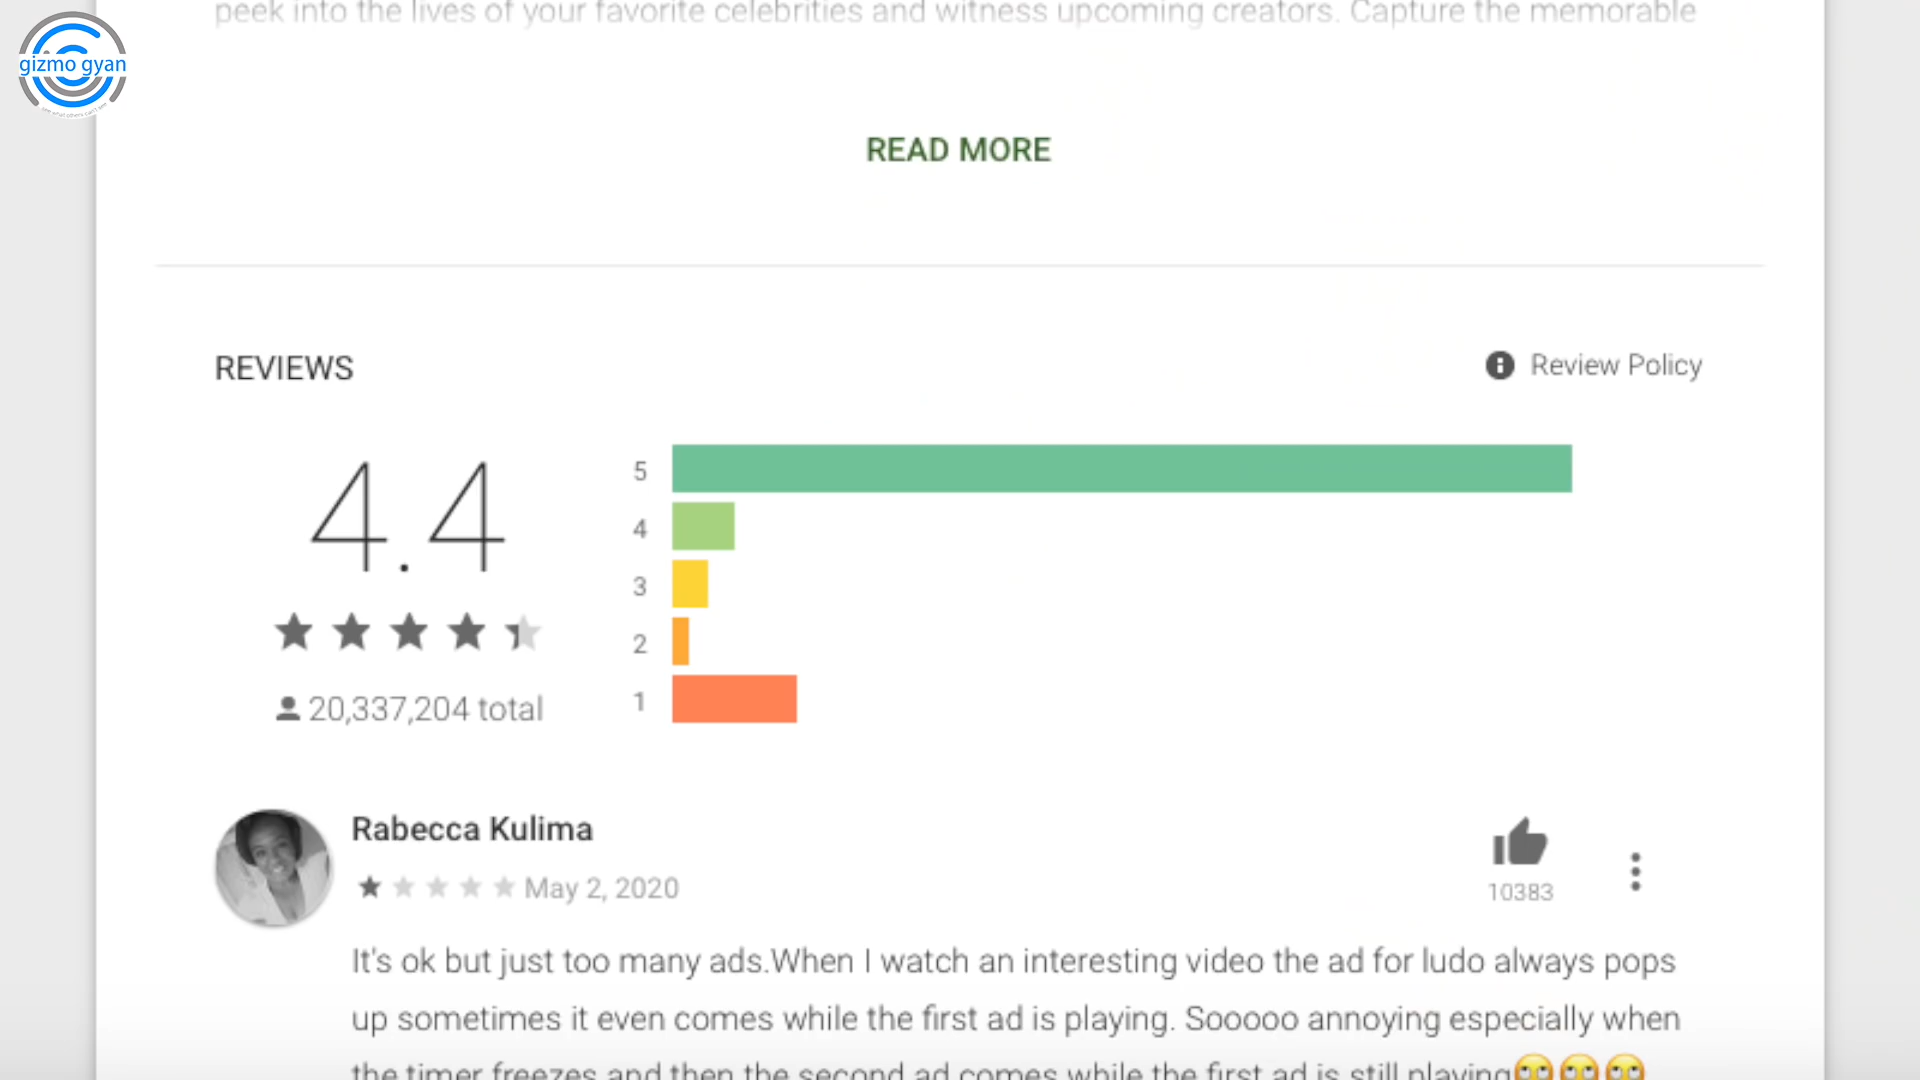 peek into the lives of your favorite celebrities and witness upcoming creators. Capture the memorable
gizmo gyan
READ MORE
REVIEWS
Review Policy
4.4
5
4
3
2
1
20,337,204 total
Rabecca Kulima
May 2, 2020
10383
It's ok but just too many ads.When I watch an interesting video the ad for ludo always pops
up sometimes it even comes while the first ad is playing. Sooooo annoying especially when
the timer freezes and then the second ad comes while the first ad is still playing🙄🙄🙄